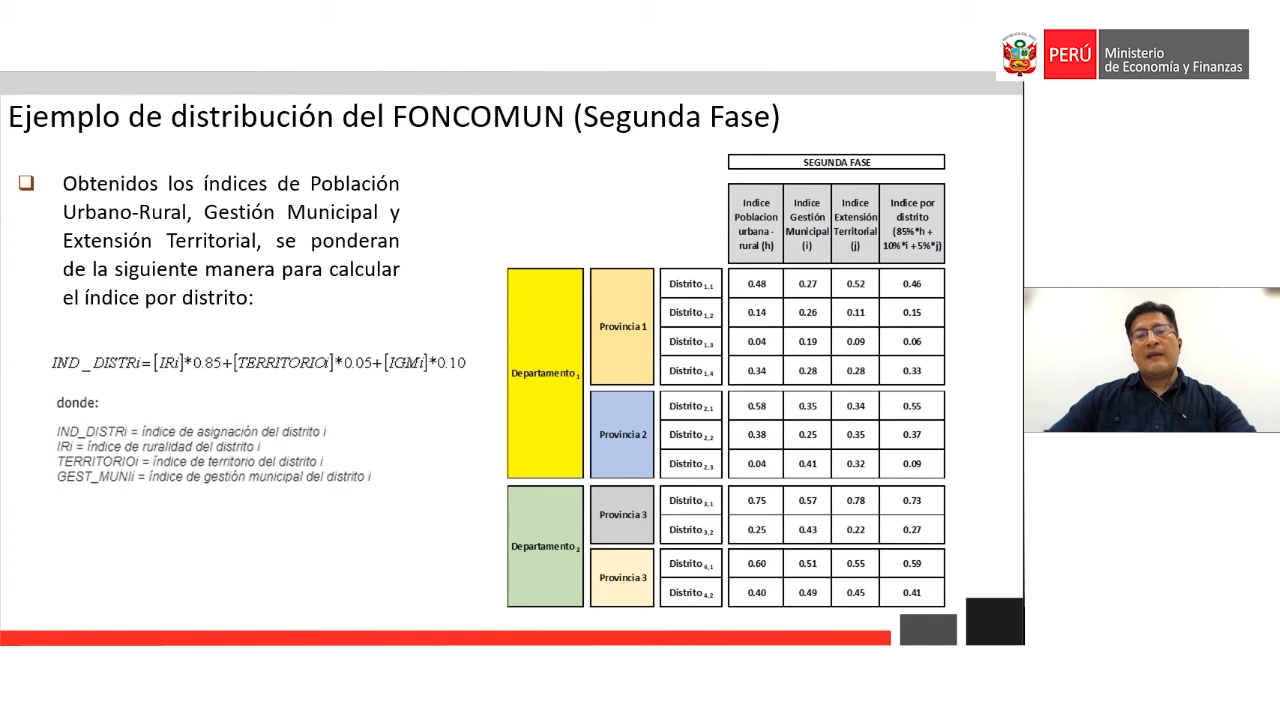 PERÚ
Ministerio
de Economía y Finanzas
Ejemplo de distribución del FONCOMUN (Segunda Fase)
❑ Obtenidos los índices de Población
Urbano-Rural, Gestión Municipal y
Extensión Territorial, se ponderan
de la siguiente manera para calcular
el índice por distrito:
IND_DISTRi=[IRi]*0.85+[TERRITORIOi]*0.05+[IGMi]*0.10
donde:
IND_DISTRi = índice de asignación del distrito i
IRi = índice de ruralidad del distrito i
TERRITORIOi = índice de territorio del distrito i
GEST_MUNIi = índice de gestión municipal del distrito i
SEGUNDA FASE
Indice Poblacion urbana - rural (h) Indice Gestión Municipal (i) Indice Extensión Territorial (j) Indice por distrito (85%*h + 10%*i + 5%*j)
Departamento 1
Provincia 1
Distrito 1,1 0.48 0.27 0.52 0.46
Distrito 1,2 0.14 0.26 0.11 0.15
Distrito 1,3 0.04 0.19 0.09 0.06
Distrito 1,4 0.34 0.28 0.28 0.33
Provincia 2
Distrito 2,1 0.58 0.35 0.34 0.55
Distrito 2,2 0.38 0.25 0.35 0.37
Distrito 2,3 0.04 0.41 0.32 0.09
Departamento 2
Provincia 3
Distrito 3,1 0.75 0.57 0.78 0.73
Distrito 3,2 0.25 0.43 0.22 0.27
Provincia 3
Distrito 4,1 0.60 0.51 0.55 0.59
Distrito 4,2 0.40 0.49 0.45 0.41